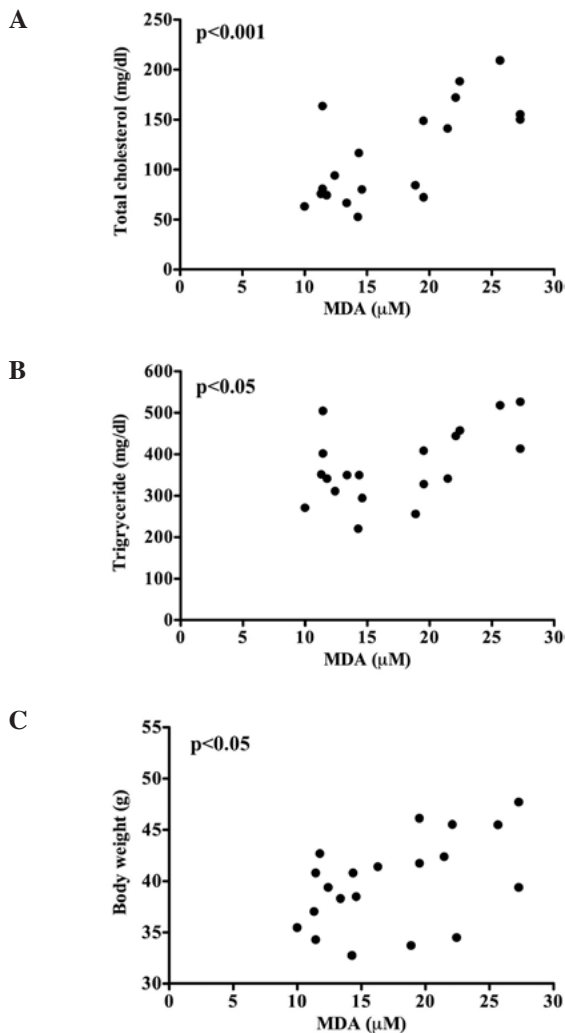 A
p<0.001
250
200
150
100
50
0
Total cholesterol (mg/dl)
0 5 10 15 20 25 30
MDA (μM)
B
p<0.05
600
500
400
300
200
100
0
Trigryceride (mg/dl)
0 5 10 15 20 25 30
MDA (μM)
C
p<0.05
55
50
45
40
35
30
Body weight (g)
0 5 10 15 20 25 30
MDA (μM)